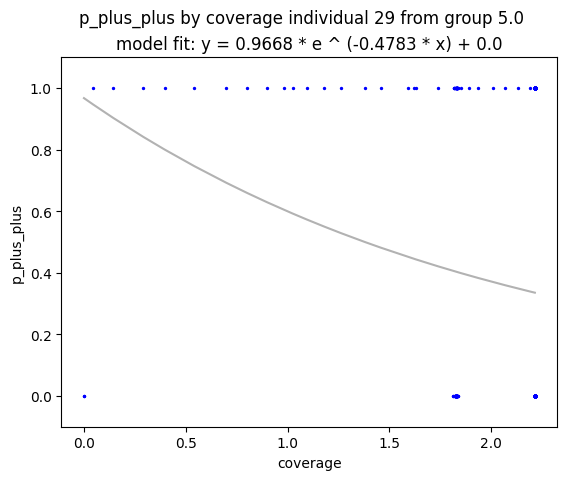 p_plus_plus by coverage individual 29 from group 5.0
model fit: y = 0.9668 * e ^ (-0.4783 * x) + 0.0
1.0
0.8
0.6
0.4
0.2
0.0
p_plus_plus
0.0 0.5 1.0 1.5 2.0
coverage